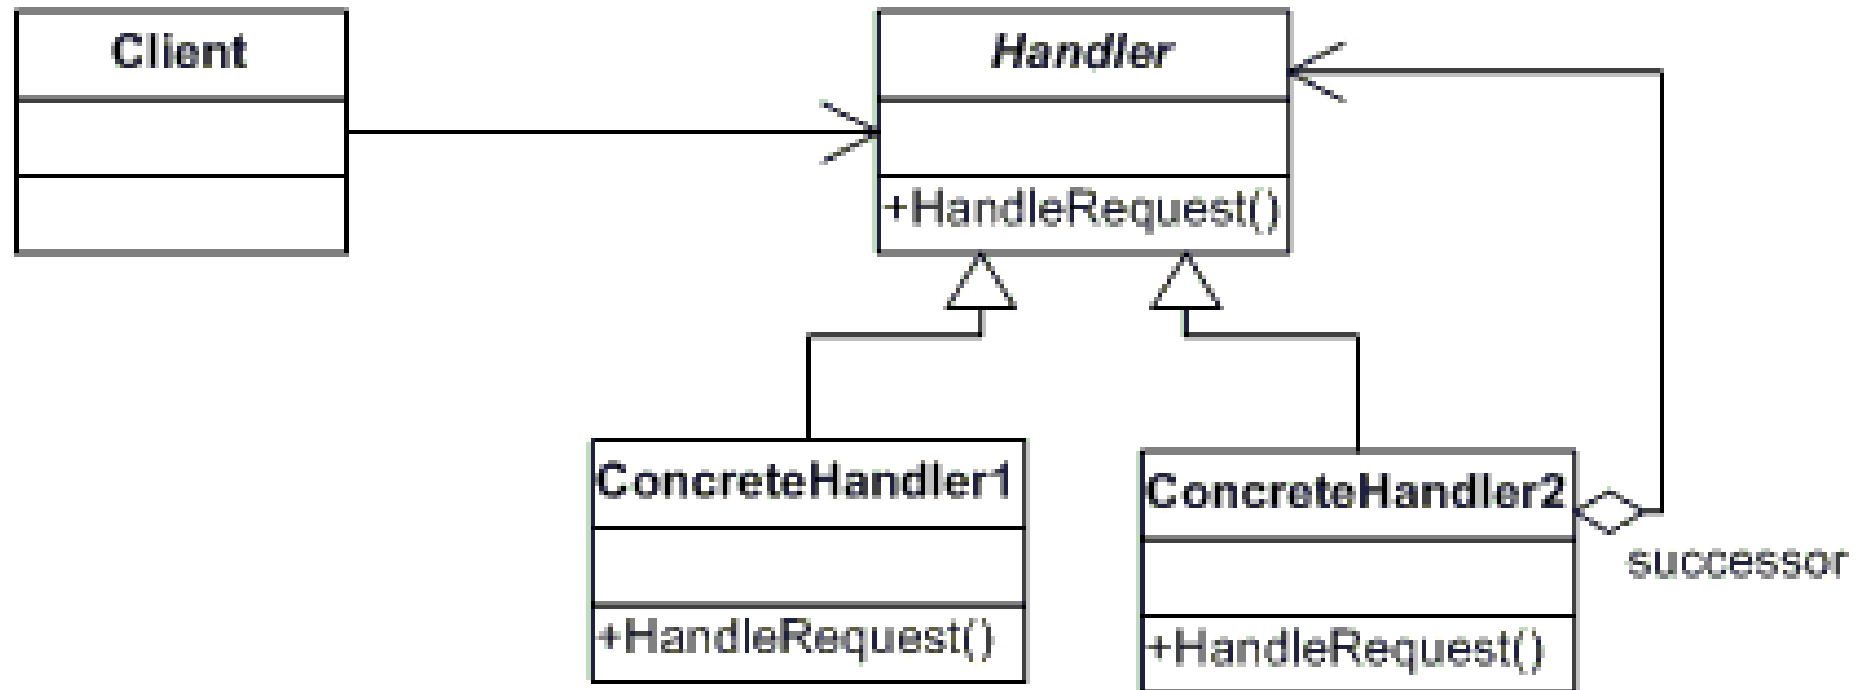 Client
Handler
+HandleRequest()
ConcreteHandler1
+HandleRequest()
ConcreteHandler2
successor
+HandleRequest()